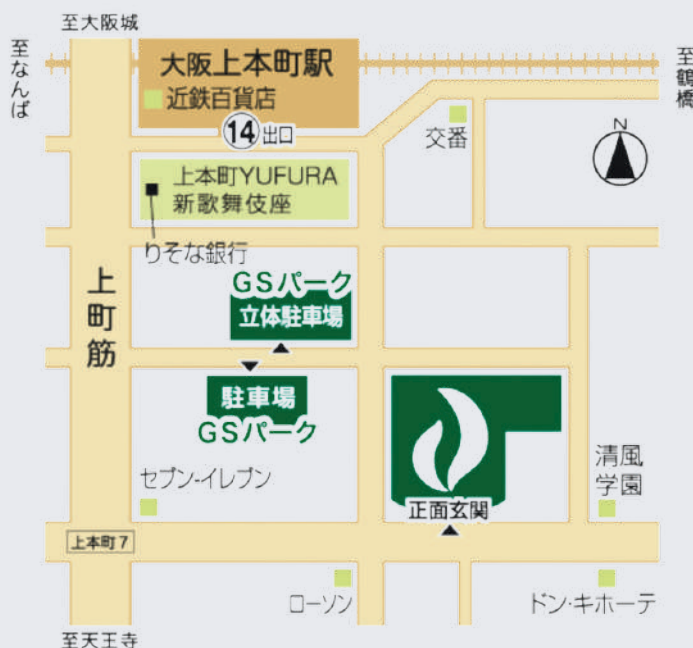 至大阪城
至なんば
大阪上本町駅
近鉄百貨店
14 出口
至鶴橋
交番
N
上本町YUFURA
新歌舞伎座
りそな銀行
上町筋
GSパーク
立体駐車場
駐車場
GSパーク
セブン-イレブン
清風
学園
正面玄関
上本町7
ローソン
ドン・キホーテ
至天王寺